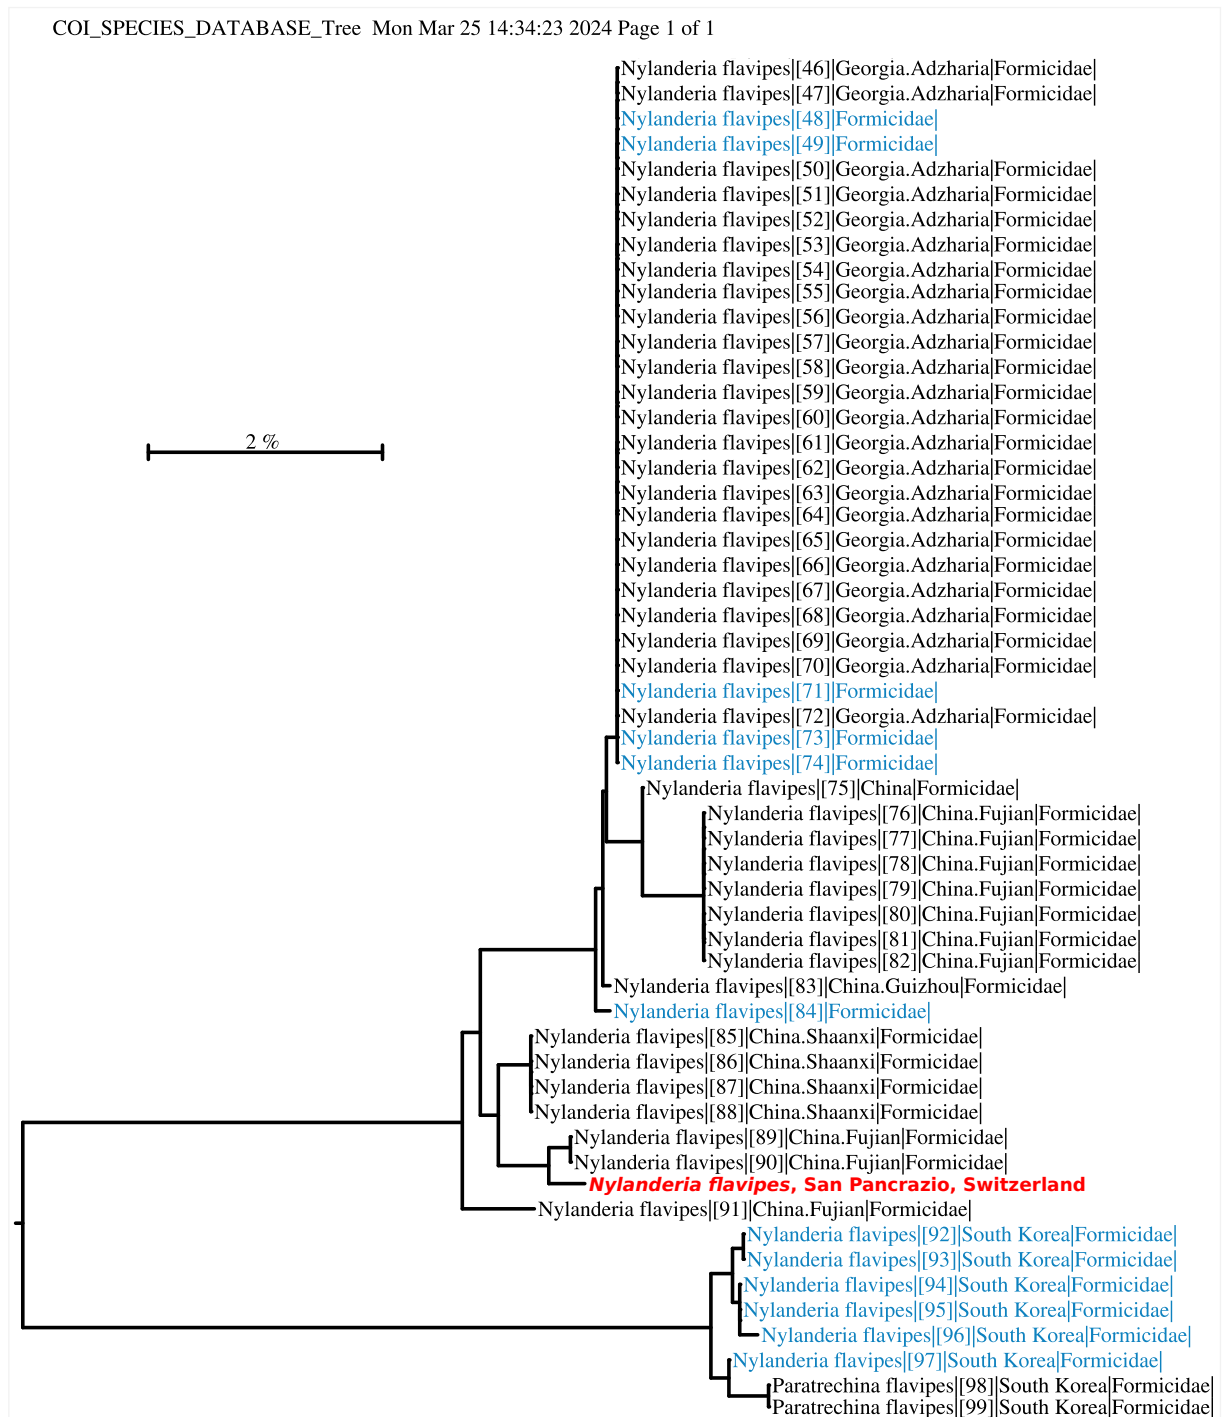 COI_SPECIES_DATABASE_Tree Mon Mar 25 14:34:23 2024 Page 1 of 1
Nylanderia flavipes|[46]|Georgia.Adzharia|Formicidae|
Nylanderia flavipes|[47]|Georgia.Adzharia|Formicidae|
Nylanderia flavipes|[48]|Formicidae|
Nylanderia flavipes|[49]|Formicidae|
Nylanderia flavipes|[50]|Georgia.Adzharia|Formicidae|
Nylanderia flavipes|[51]|Georgia.Adzharia|Formicidae|
Nylanderia flavipes|[52]|Georgia.Adzharia|Formicidae|
Nylanderia flavipes|[53]|Georgia.Adzharia|Formicidae|
Nylanderia flavipes|[54]|Georgia.Adzharia|Formicidae|
Nylanderia flavipes|[55]|Georgia.Adzharia|Formicidae|
Nylanderia flavipes|[56]|Georgia.Adzharia|Formicidae|
Nylanderia flavipes|[57]|Georgia.Adzharia|Formicidae|
Nylanderia flavipes|[58]|Georgia.Adzharia|Formicidae|
Nylanderia flavipes|[59]|Georgia.Adzharia|Formicidae|
Nylanderia flavipes|[60]|Georgia.Adzharia|Formicidae|
2 %
Nylanderia flavipes|[61]|Georgia.Adzharia|Formicidae|
Nylanderia flavipes|[62]|Georgia.Adzharia|Formicidae|
Nylanderia flavipes|[63]|Georgia.Adzharia|Formicidae|
Nylanderia flavipes|[64]|Georgia.Adzharia|Formicidae|
Nylanderia flavipes|[65]|Georgia.Adzharia|Formicidae|
Nylanderia flavipes|[66]|Georgia.Adzharia|Formicidae|
Nylanderia flavipes|[67]|Georgia.Adzharia|Formicidae|
Nylanderia flavipes|[68]|Georgia.Adzharia|Formicidae|
Nylanderia flavipes|[69]|Georgia.Adzharia|Formicidae|
Nylanderia flavipes|[70]|Georgia.Adzharia|Formicidae|
Nylanderia flavipes|[71]|Formicidae|
Nylanderia flavipes|[72]|Georgia.Adzharia|Formicidae|
Nylanderia flavipes|[73]|Formicidae|
Nylanderia flavipes|[74]|Formicidae|
Nylanderia flavipes|[75]|China|Formicidae|
Nylanderia flavipes|[76]|China.Fujian|Formicidae|
Nylanderia flavipes|[77]|China.Fujian|Formicidae|
Nylanderia flavipes|[78]|China.Fujian|Formicidae|
Nylanderia flavipes|[79]|China.Fujian|Formicidae|
Nylanderia flavipes|[80]|China.Fujian|Formicidae|
Nylanderia flavipes|[81]|China.Fujian|Formicidae|
Nylanderia flavipes|[82]|China.Fujian|Formicidae|
Nylanderia flavipes|[83]|China.Guizhou|Formicidae|
Nylanderia flavipes|[84]|Formicidae|
Nylanderia flavipes|[85]|China.Shaanxi|Formicidae|
Nylanderia flavipes|[86]|China.Shaanxi|Formicidae|
Nylanderia flavipes|[87]|China.Shaanxi|Formicidae|
Nylanderia flavipes|[88]|China.Shaanxi|Formicidae|
Nylanderia flavipes|[89]|China.Fujian|Formicidae|
Nylanderia flavipes|[90]|China.Fujian|Formicidae|
Nylanderia flavipes, San Pancrazio, Switzerland
Nylanderia flavipes|[91]|China.Fujian|Formicidae|
Nylanderia flavipes|[92]|South Korea|Formicidae|
Nylanderia flavipes|[93]|South Korea|Formicidae|
Nylanderia flavipes|[94]|South Korea|Formicidae|
Nylanderia flavipes|[95]|South Korea|Formicidae|
Nylanderia flavipes|[96]|South Korea|Formicidae|
Nylanderia flavipes|[97]|South Korea|Formicidae|
Paratrechina flavipes|[98]|South Korea|Formicidae|
Paratrechina flavipes|[99]|South Korea|Formicidae|